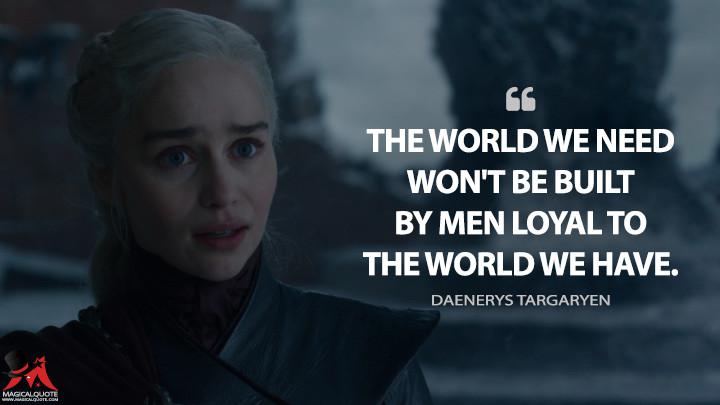 ❝
THE WORLD WE NEED
WON'T BE BUILT
BY MEN LOYAL TO
THE WORLD WE HAVE.
DAENERYS TARGARYEN
MAGICALQUOTE
WWW.MAGICALQUOTE.COM